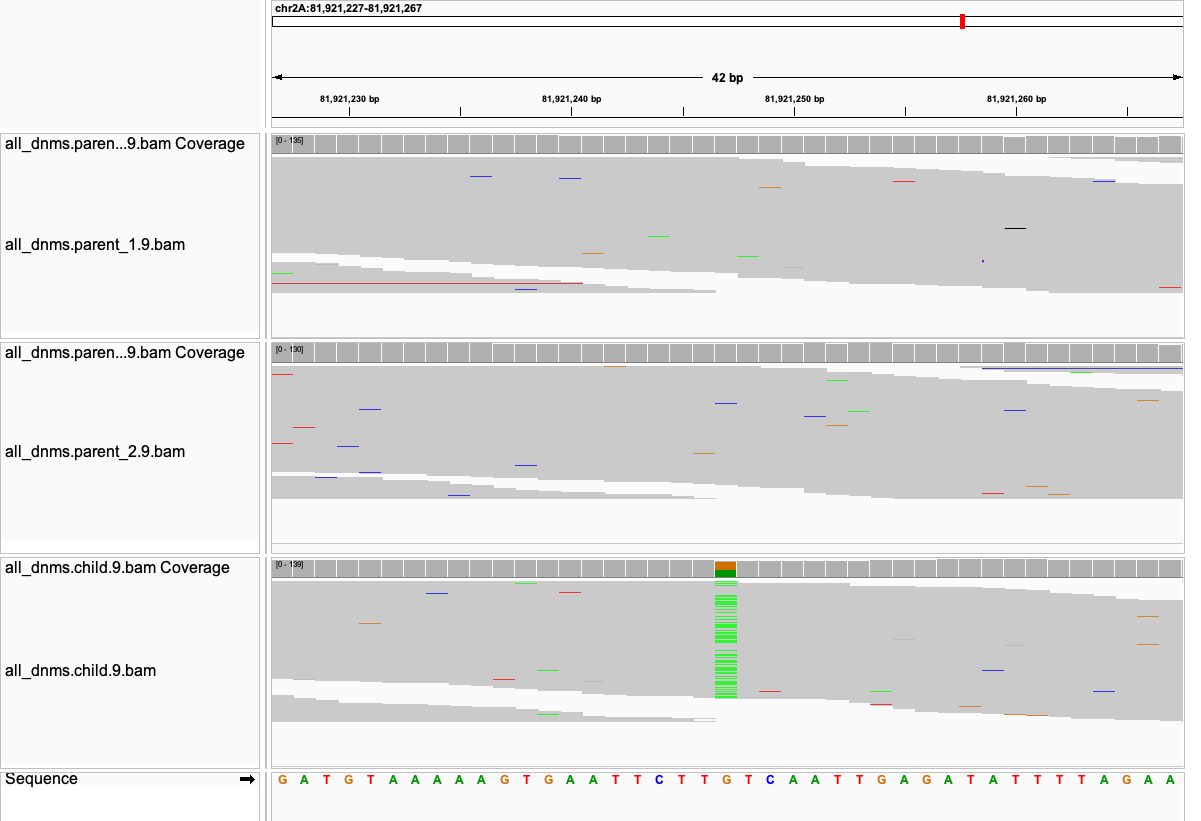 chr2A:81,921,227-81,921,267
42 bp
81,921,230 bp 81,921,240 bp 81,921,250 bp 81,921,260 bp
all_dnms.paren...9.bam Coverage
[0 - 135]
all_dnms.parent_1.9.bam
all_dnms.paren...9.bam Coverage
[0 - 130]
all_dnms.parent_2.9.bam
all_dnms.child.9.bam Coverage
[0 - 139]
all_dnms.child.9.bam
Sequence G A T G T A A A A A G T G A A T T C T T G T C A A T T G A G A T A T T T T A G A A